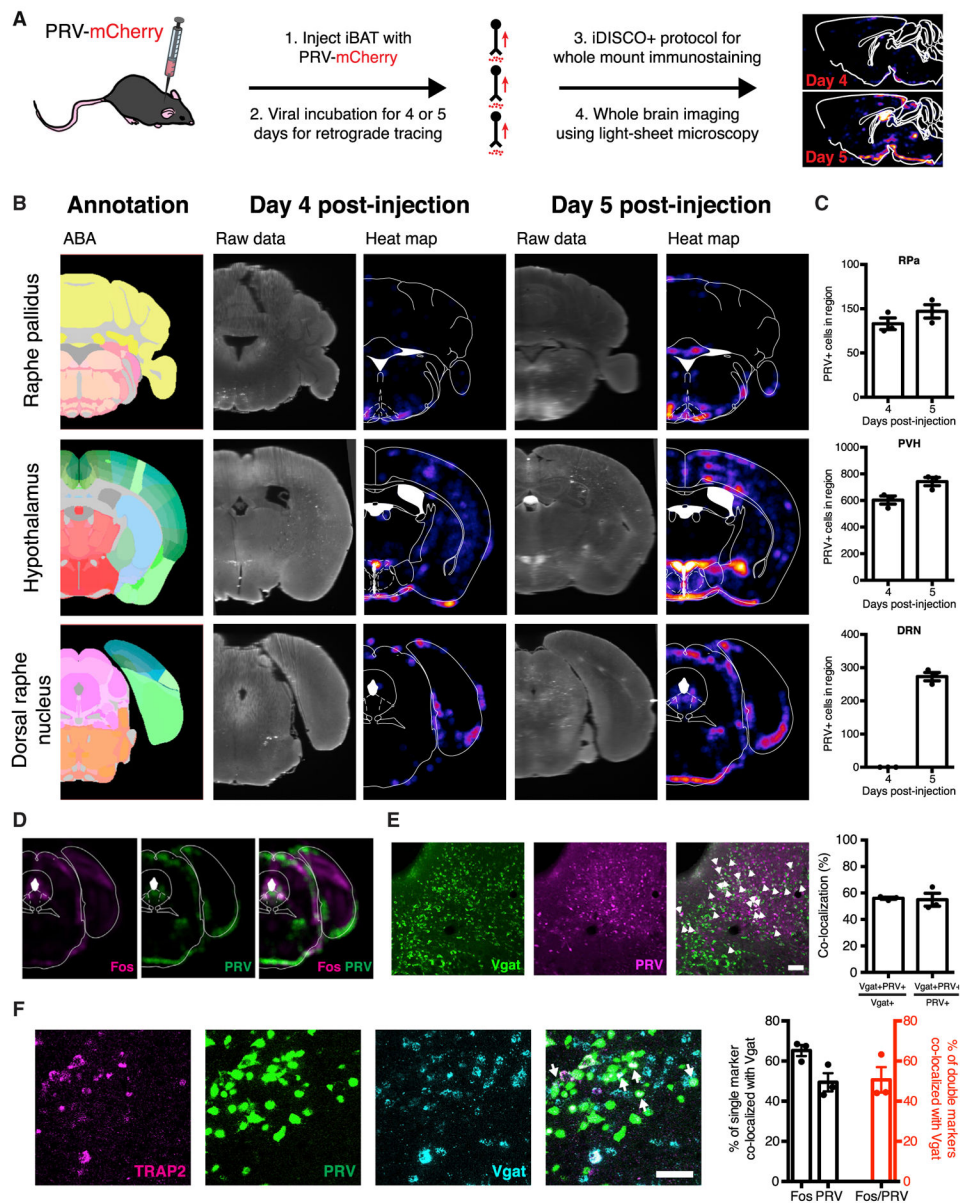 A
PRV-mCherry
1. Inject iBAT with
PRV-mCherry
2. Viral incubation for 4 or 5
days for retrograde tracing
3. iDISCO+ protocol for
whole mount immunostaining
4. Whole brain imaging
using light-sheet microscopy
Day 4
Day 5
B
Annotation
Day 4 post-injection
Day 5 post-injection
ABA
Raw data
Heat map
Raw data
Heat map
Raphe pallidus
Hypothalamus
Dorsal raphe
nucleus
C
RPa
PRV+ cells in region
100
150
50
0
4
5
Days post-injection
PVH
PRV+ cells in region
1000
800
600
400
200
0
4
5
Days post-injection
DRN
PRV+ cells in region
400
300
200
100
0
4
5
Days post-injection
D
Fos
PRV
Fos PRV
E
Vgat
PRV
Co-localization (%)
100
80
60
40
20
0
Vgat+PRV+
Vgat+
Vgat+PRV+
PRV+
F
TRAP2
PRV
Vgat
% of single marker
co-localized with Vgat
80
60
40
20
0
Fos
PRV
Fos/PRV
80
60
40
20
0
% of double markers
co-localized with Vgat